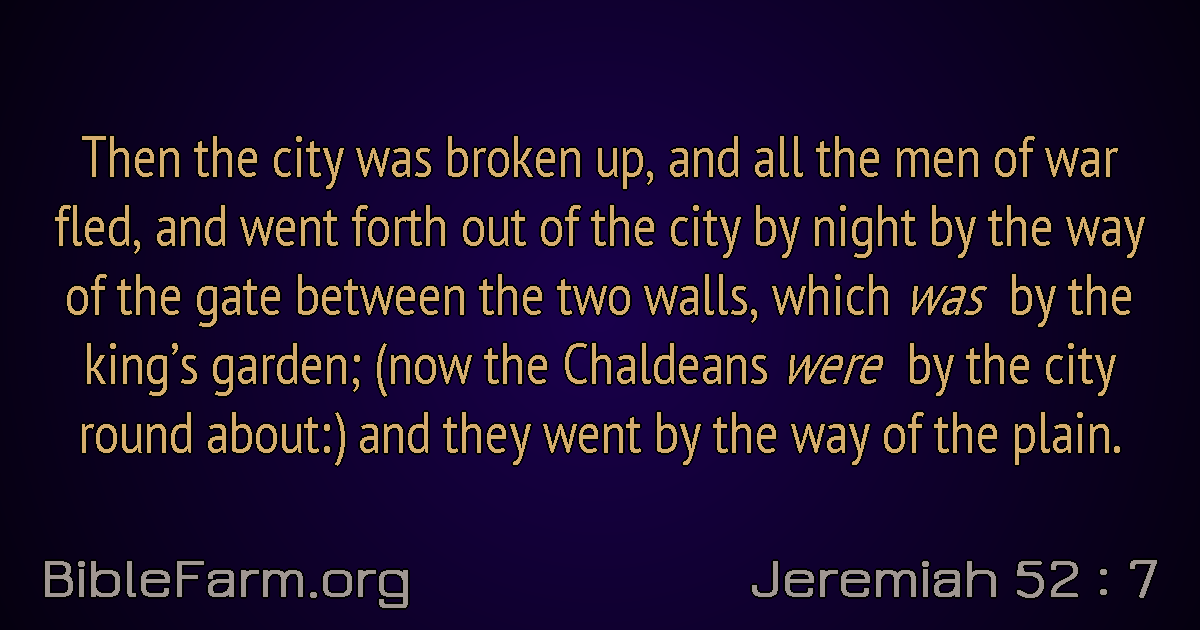 Then the city was broken up, and all the men of war
fled, and went forth out of the city by night by the way
of the gate between the two walls, which was by the
king’s garden; (now the Chaldeans were by the city
round about:) and they went by the way of the plain.
BibleFarm.org
Jeremiah 52 : 7